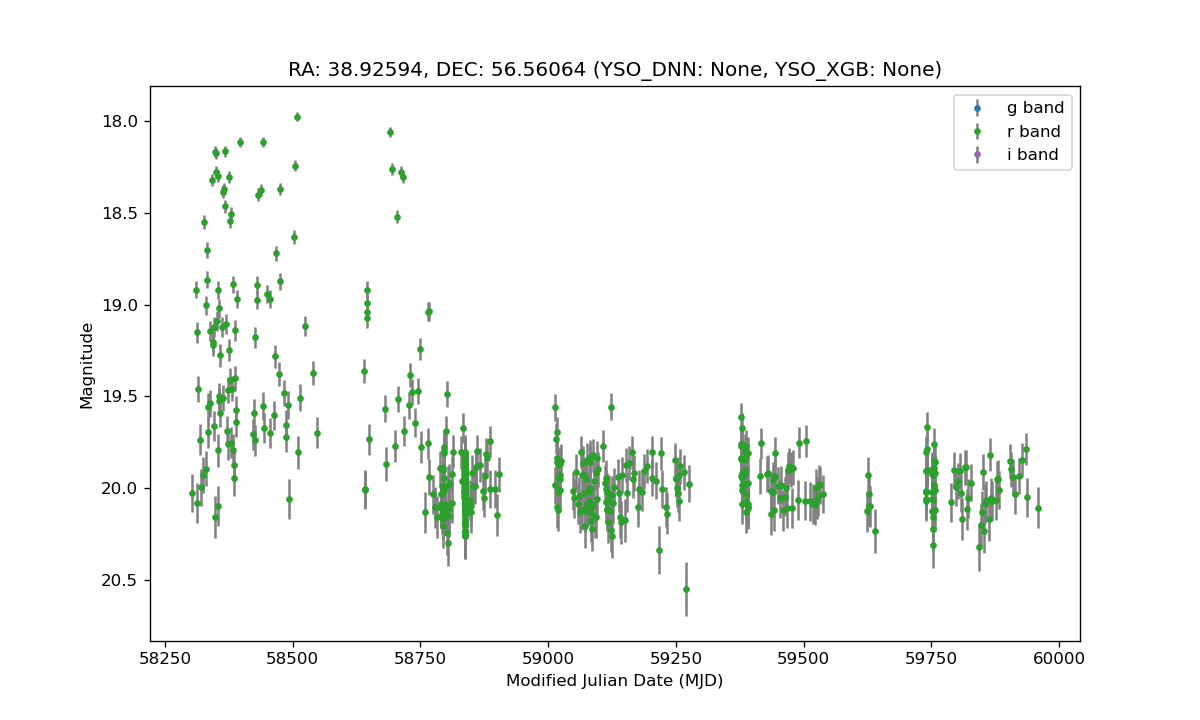 RA: 38.92594, DEC: 56.56064 (YSO_DNN: None, YSO_XGB: None)
g band
r band
i band
18.0
18.5
19.0
19.5
20.0
20.5
Magnitude
58250
58500
58750
59000
59250
59500
59750
60000
Modified Julian Date (MJD)